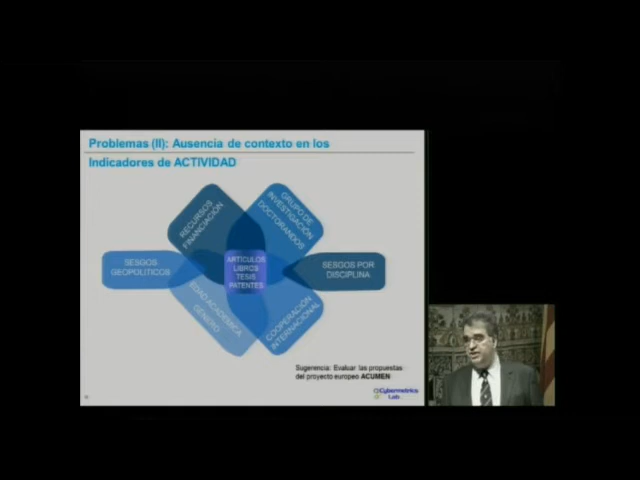 Problemas (II): Ausencia de contexto en los
Indicadores de ACTIVIDAD
RECURSOS
FINANCIACIÓN
GRUPO DE
INVESTIGACIÓN
DOCTORANDOS
SESGOS
GEOPOLÍTICOS
ARTÍCULOS
LIBROS
TESIS
PATENTES
SESGOS POR
DISCIPLINA
EDAD ACADEMICA
GENERO
COOPERACIÓN
INTERNACIONAL
Sugerencia: Evaluar las propuestas
del proyecto europeo ACUMEN
Cybermetrics
Lab